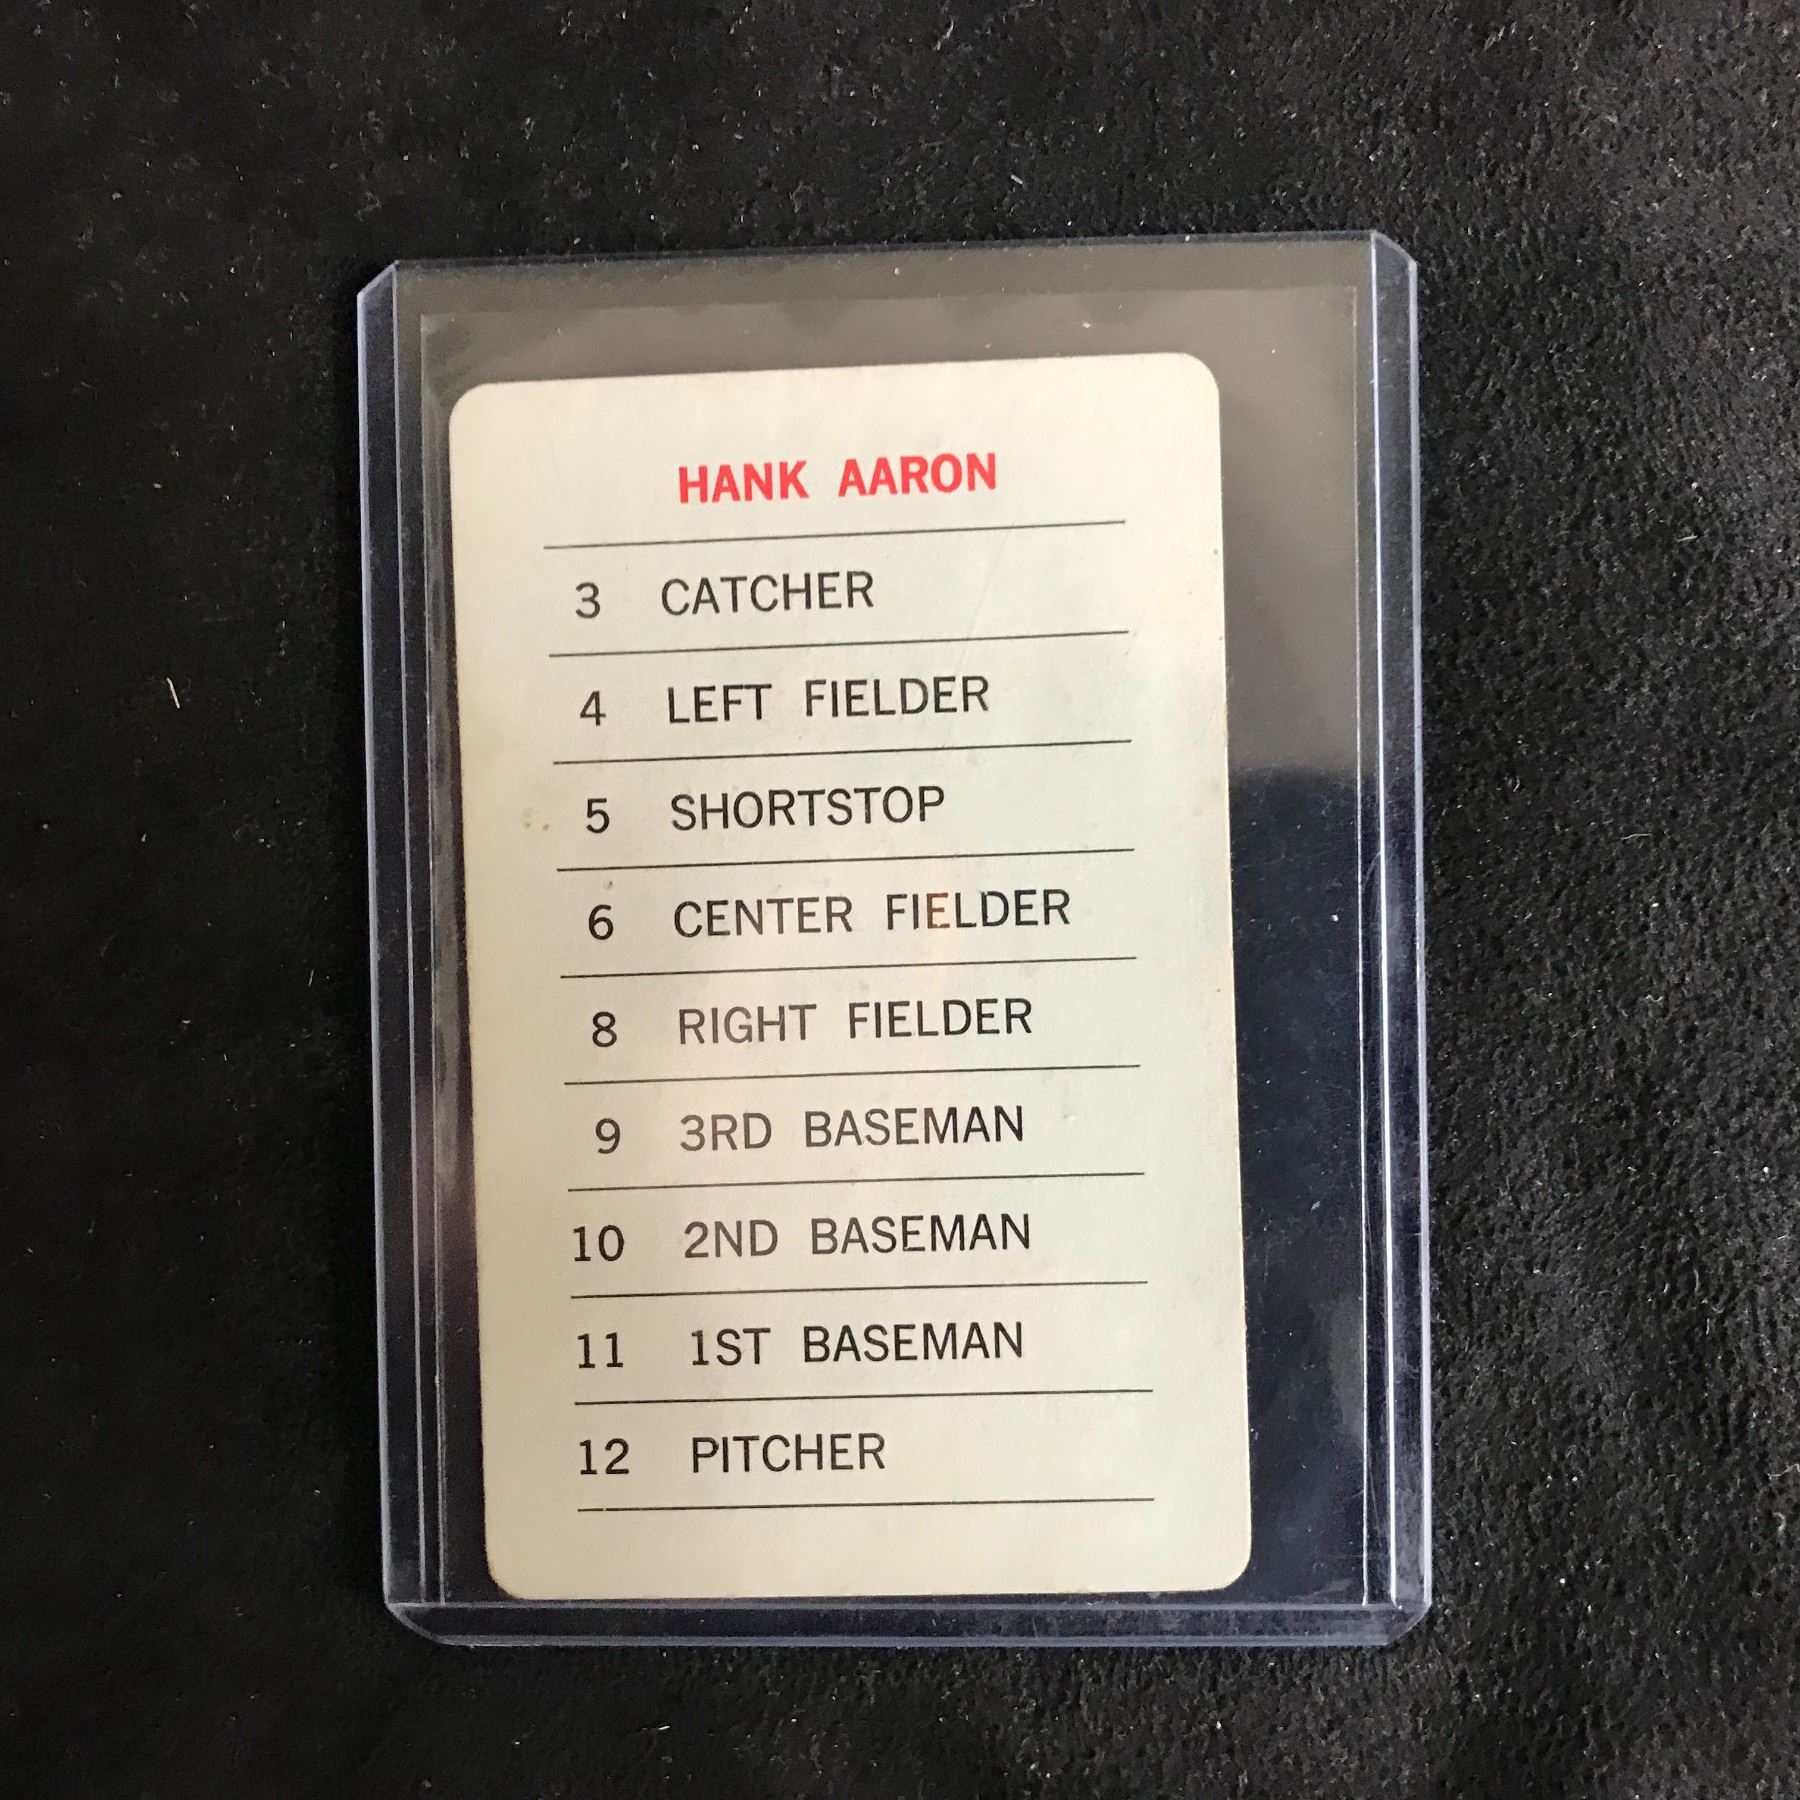 HANK AARON
3 CATCHER
4 LEFT FIELDER
5 SHORTSTOP
6 CENTER FIELDER
8 RIGHT FIELDER
9 3RD BASEMAN
10 2ND BASEMAN
11 1ST BASEMAN
12 PITCHER